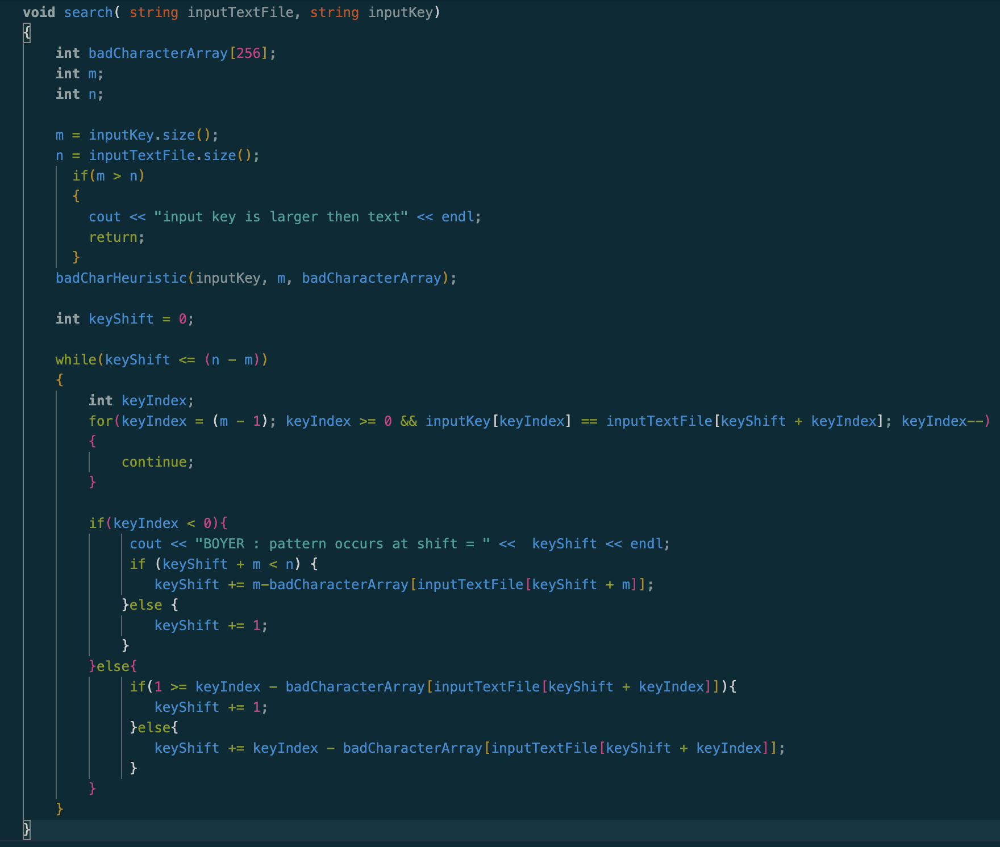 void search( string inputTextFile, string inputKey)
{
    int badCharacterArray[256];
    int m;
    int n;

    m = inputKey.size();
    n = inputTextFile.size();
      if(m > n)
      {
        cout << "input key is larger then text" << endl;
        return;
      }
    badCharHeuristic(inputKey, m, badCharacterArray);

    int keyShift = 0;

    while(keyShift <= (n - m))
    {
        int keyIndex;
        for(keyIndex = (m - 1); keyIndex >= 0 && inputKey[keyIndex] == inputTextFile[keyShift + keyIndex]; keyIndex--)
        {
            continue;
        }

        if(keyIndex < 0){
             cout << "BOYER : pattern occurs at shift = " <<  keyShift << endl;
             if (keyShift + m < n) {
                keyShift += m-badCharacterArray[inputTextFile[keyShift + m]];
            }else {
                keyShift += 1;
            }
        }else{
             if(1 >= keyIndex - badCharacterArray[inputTextFile[keyShift + keyIndex]]){
                keyShift += 1;
             }else{
                keyShift += keyIndex - badCharacterArray[inputTextFile[keyShift + keyIndex]];
             }
        }
    }
}